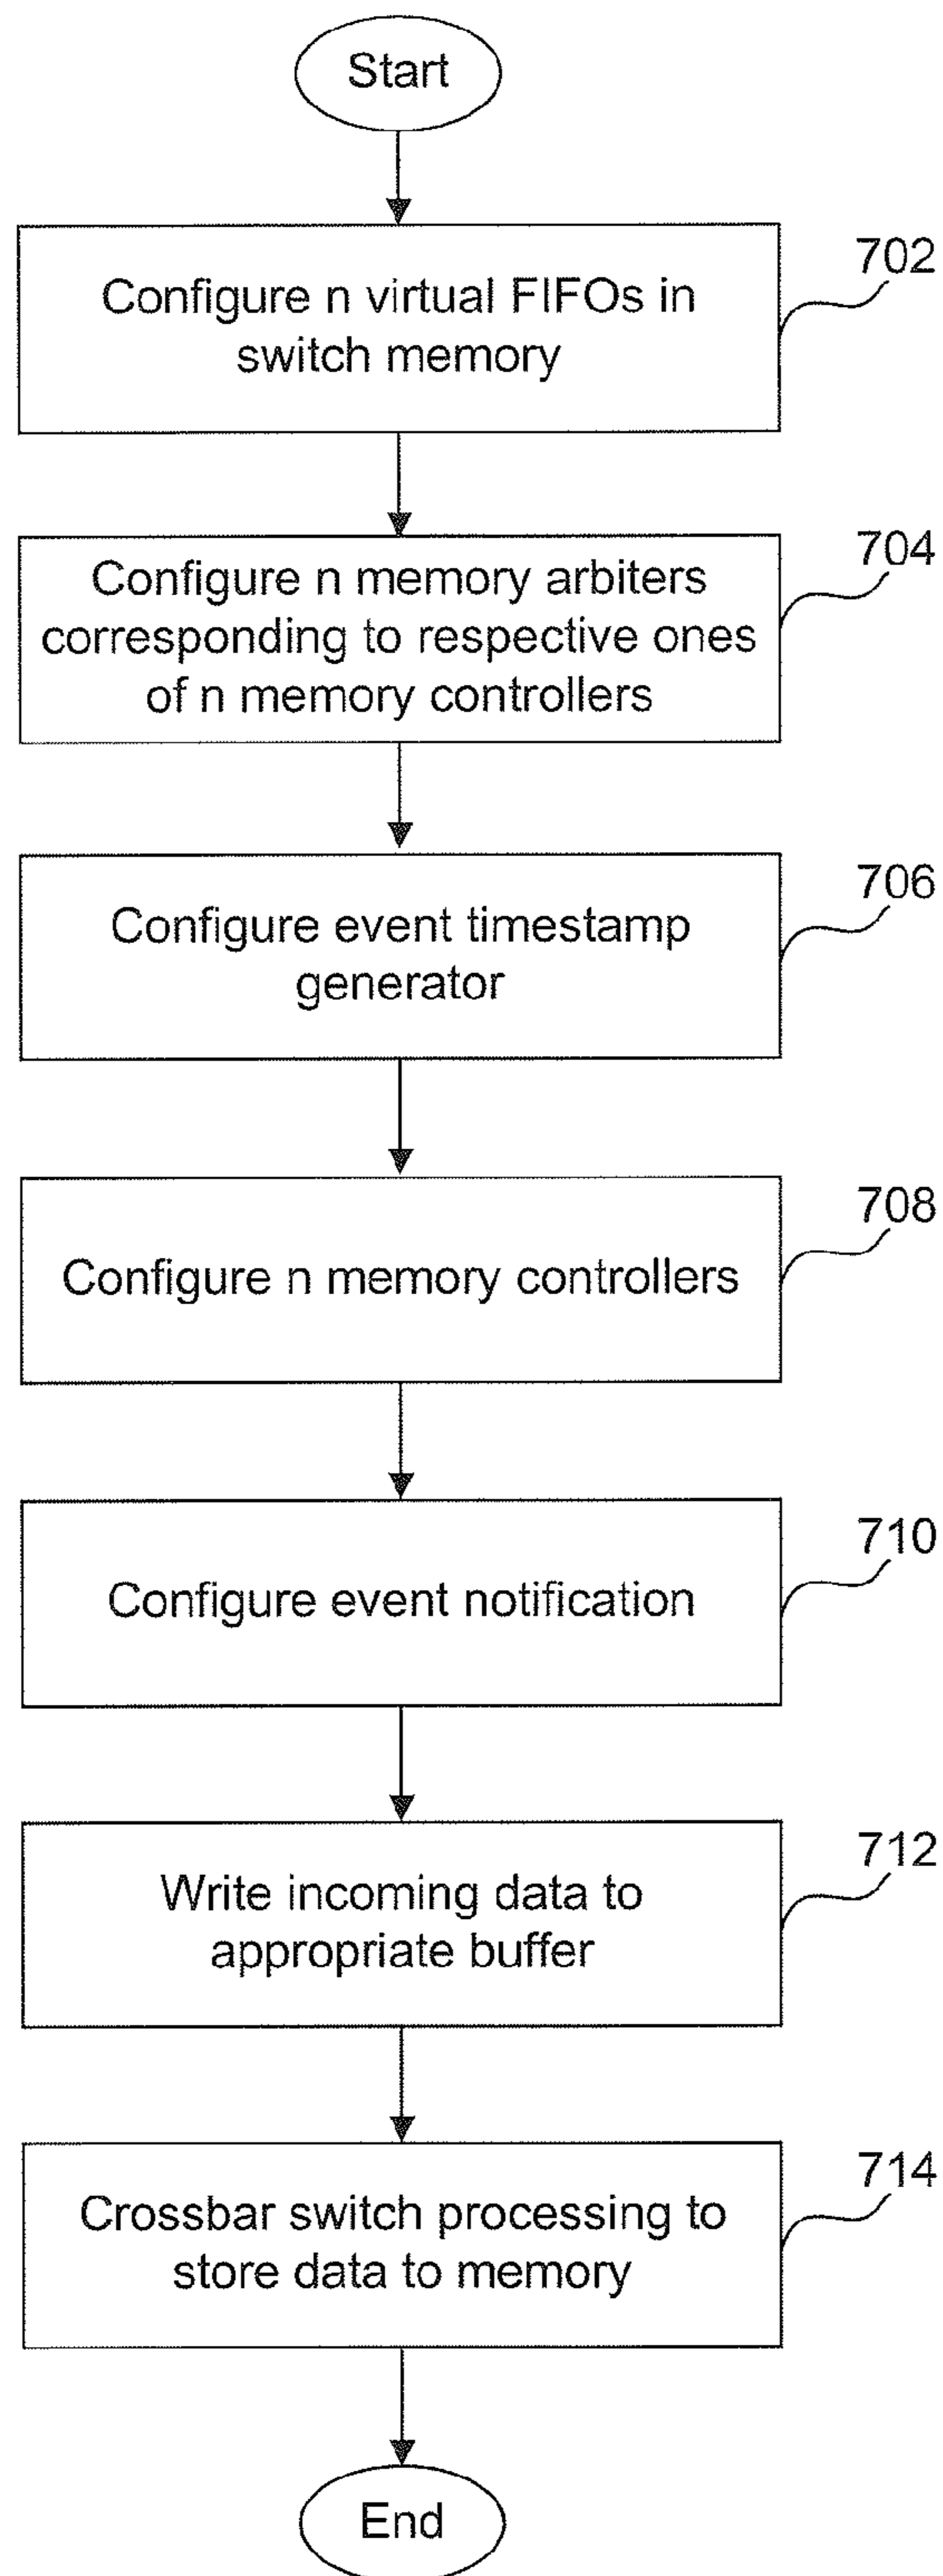 Start
702
Configure n virtual FIFOs in
switch memory
704
Configure n memory arbiters
corresponding to respective ones
of n memory controllers
706
Configure event timestamp
generator
708
Configure n memory controllers
710
Configure event notification
712
Write incoming data to
appropriate buffer
714
Crossbar switch processing to
store data to memory
End